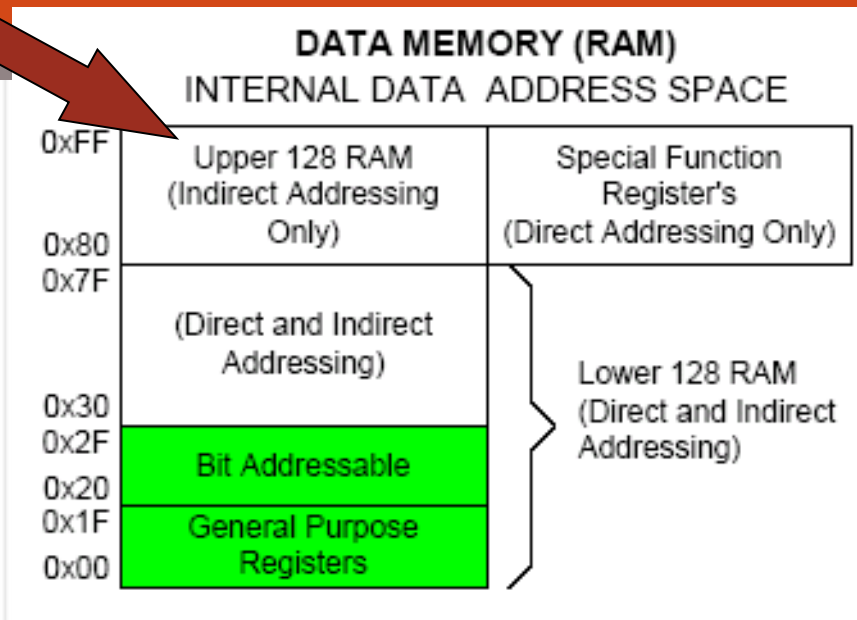 DATA MEMORY (RAM)
INTERNAL DATA ADDRESS SPACE
0xFF
Upper 128 RAM
(Indirect Addressing
Only)
0x80
Special Function
Register's
(Direct Addressing Only)
0x7F
(Direct and Indirect
Addressing)
0x30
Lower 128 RAM
(Direct and Indirect
Addressing)
0x2F
Bit Addressable
0x20
0x1F
General Purpose
Registers
0x00